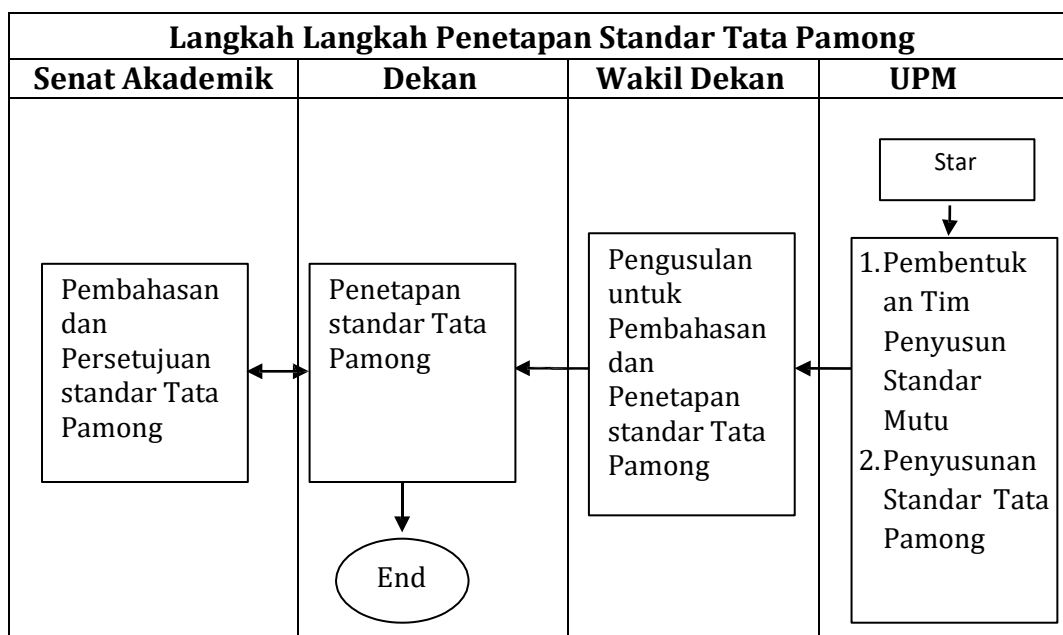 Langkah Langkah Penetapan Standar Tata Pamong
Senat Akademik
Dekan
Wakil Dekan
UPM
Star
1.Pembentuk
an Tim
Penyusun
Standar
Mutu
2.Penyusunan
Standar Tata
Pamong
Pengusulan
untuk
Pembahasan
dan
Penetapan
standar Tata
Pamong
Penetapan
standar Tata
Pamong
Pembahasan
dan
Persetujuan
standar Tata
Pamong
End